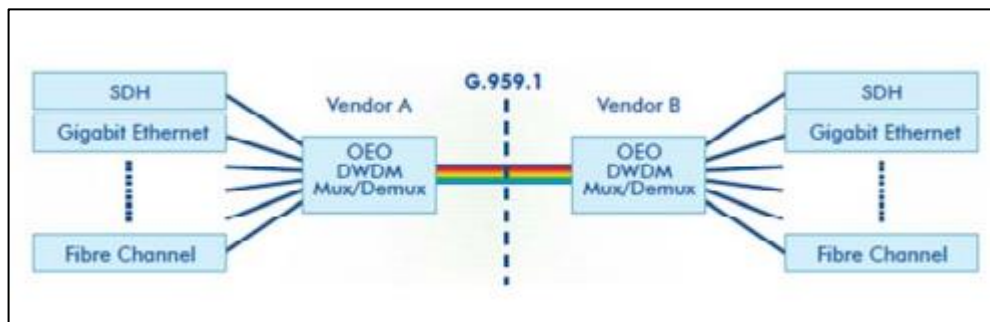 G.959.1
Vendor A
Vendor B
SDH
Gigabit Ethernet
Fibre Channel
OEO
DWDM
Mux/Demux
OEO
DWDM
Mux/Demux
SDH
Gigabit Ethernet
Fibre Channel